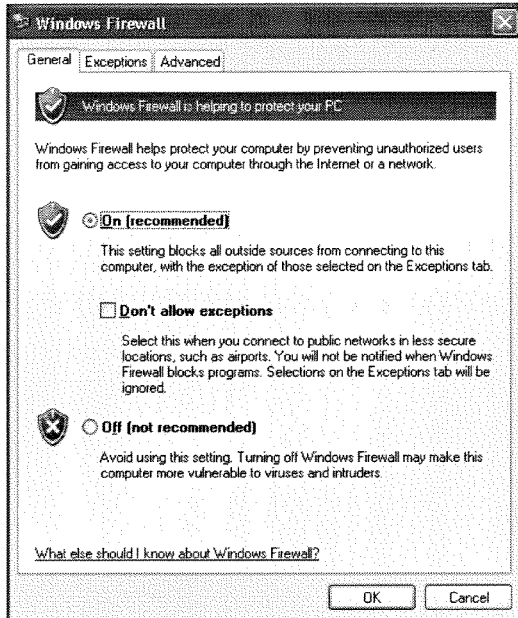 Windows Firewall
General Exceptions Advanced
Windows Firewall is helping to protect your PC
Windows Firewall helps protect your computer by preventing unauthorized users
from gaining access to your computer through the Internet or a network.
On (recommended)
This setting blocks all outside sources from connecting to this
computer, with the exception of those selected on the Exceptions tab.
Don't allow exceptions
Select this when you connect to public networks in less secure
locations, such as airports. You will not be notified when Windows
Firewall blocks programs. Selections on the Exceptions tab will be
ignored.
Off (not recommended)
Avoid using this setting. Turning off Windows Firewall may make this
computer more vulnerable to viruses and intruders.
What else should I know about Windows Firewall?
OK Cancel